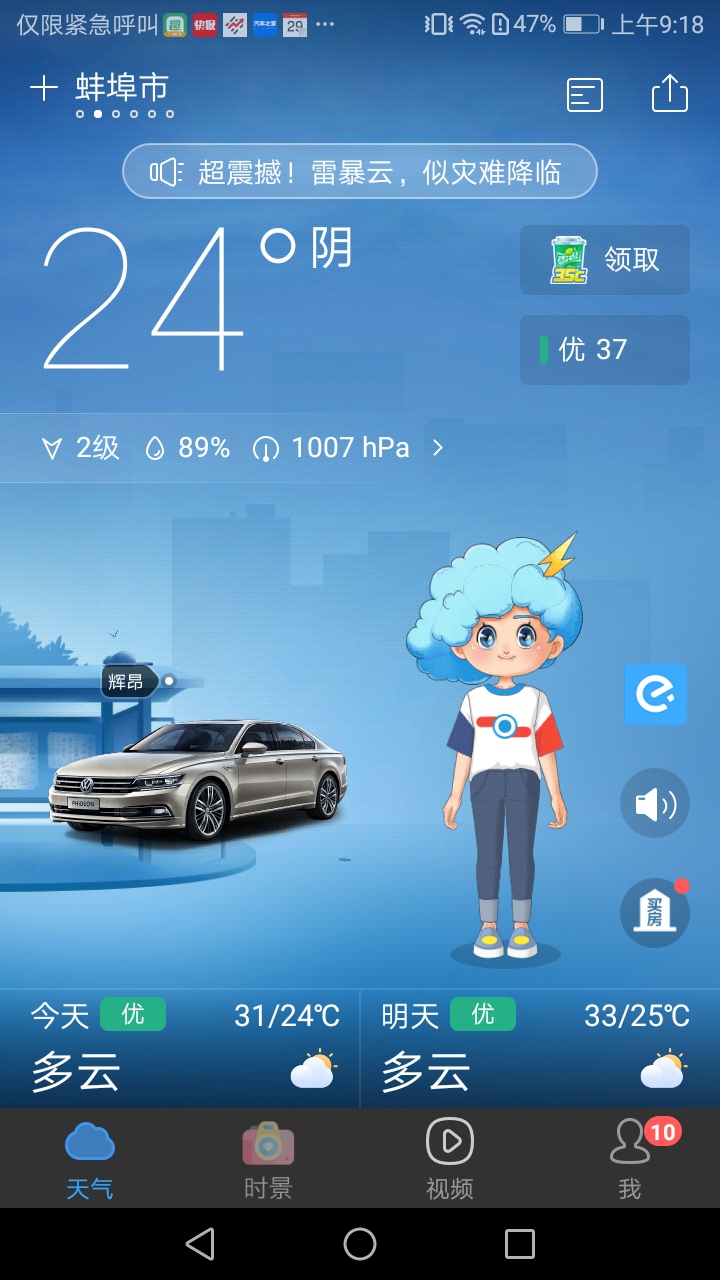 仅限紧急呼叫 趣 快报 汽车之家 29 ··· 47% 上午9:18
蚌埠市
超震撼！雷暴云，似灾难降临
24° 阴
35℃ 领取
优 37
2级 89% 1007 hPa
辉昂
PHIDEON
买房
今天 优 31/24℃
多云
明天 优 33/25℃
多云
天气 时景 视频 我 10